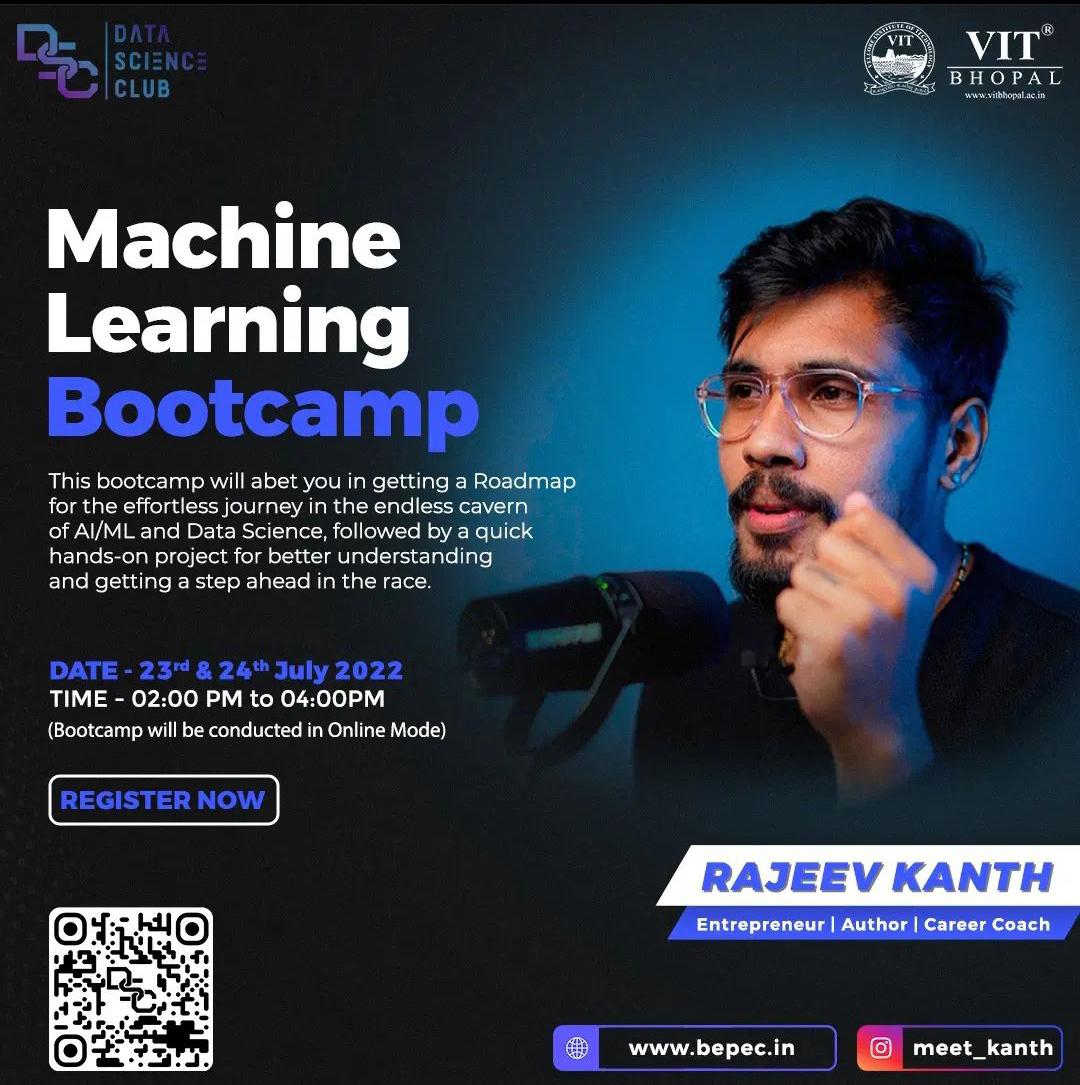 DATA
SCIENCE
CLUB
VIT
VIT®
BHOPAL
www.vitbhopal.ac.in
Machine
Learning
Bootcamp
This bootcamp will abet you in getting a Roadmap
for the effortless journey in the endless cavern
of AI/ML and Data Science, followed by a quick
hands-on project for better understanding
and getting a step ahead in the race.
DATE - 23rd & 24th July 2022
TIME - 02:00 PM to 04:00PM
(Bootcamp will be conducted in Online Mode)
REGISTER NOW
RAJEEV KANTH
Entrepreneur | Author | Career Coach
DSC
www.bepec.in
meet_kanth